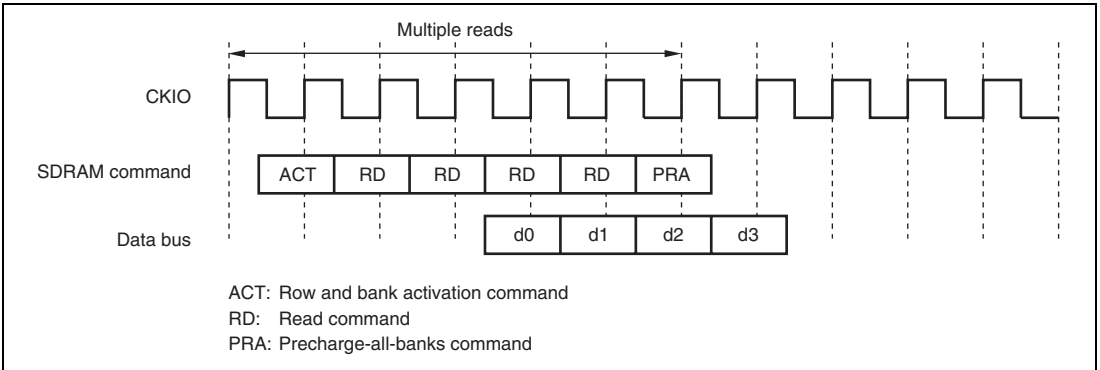 Multiple reads
CKIO
SDRAM command ACT RD RD RD RD PRA
Data bus d0 d1 d2 d3
ACT: Row and bank activation command
RD: Read command
PRA: Precharge-all-banks command